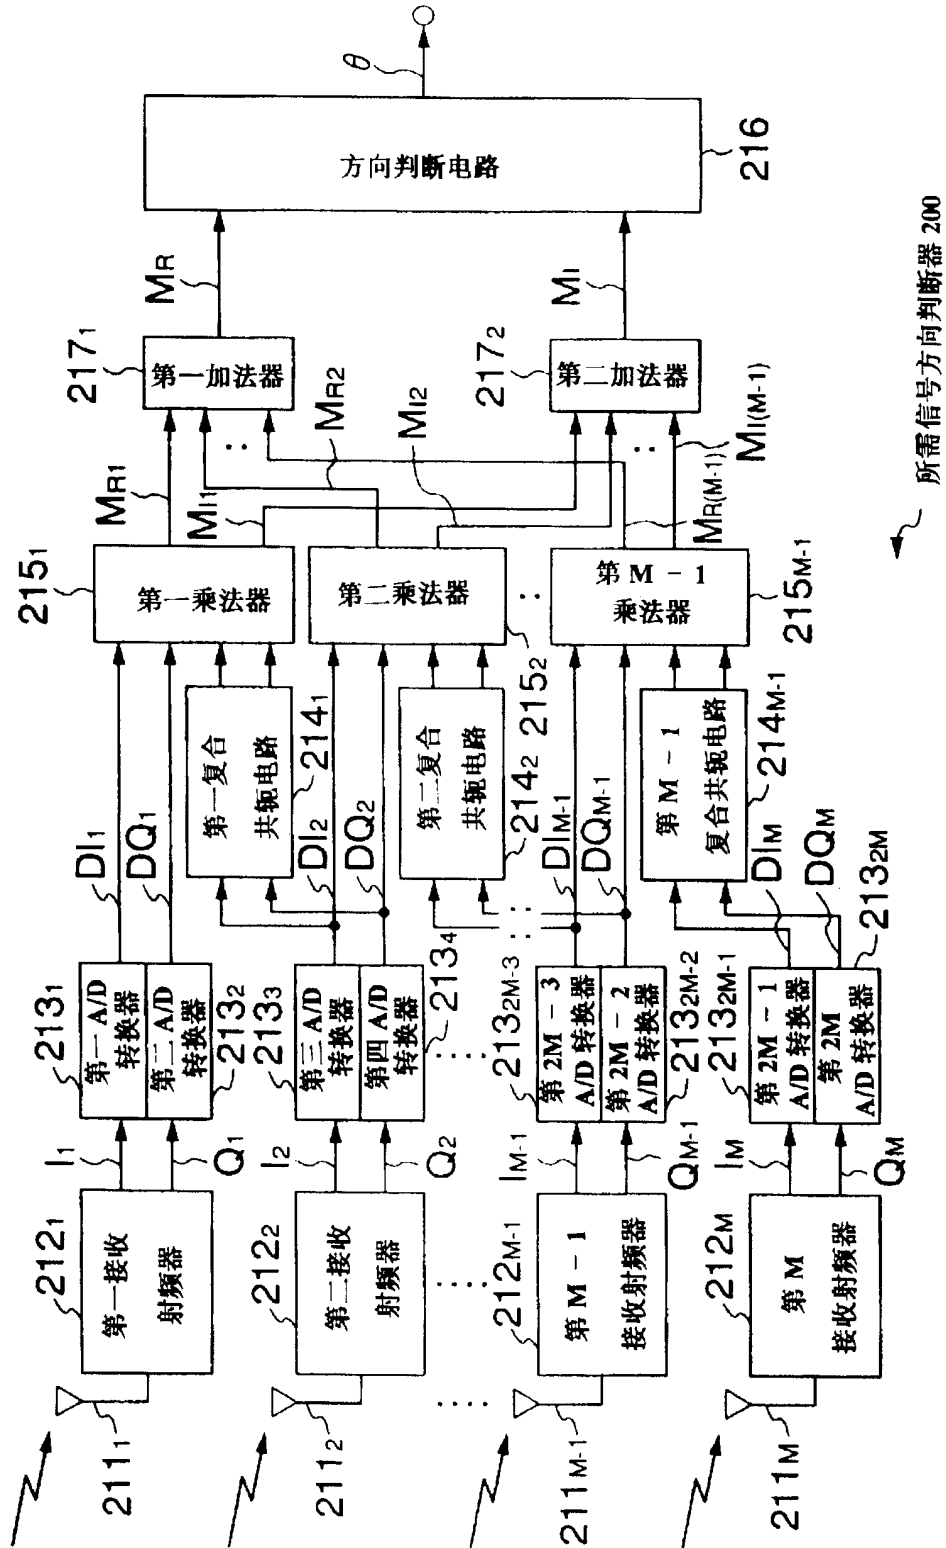 211₁
212₁
第一接收
射频器
I₁
Q₁
213₁
第一 A/D
转换器
第二 A/D
转换器
213₂
DI₁
DQ₁
第一复合
共轭电路
214₁
215₁
第一乘法器
MR1
MI1
217₁
第一加法器
MR
方向判断电路
216
θ
211₂
212₂
第二接收
射频器
I₂
Q₂
213₃
第三 A/D
转换器
第四 A/D
转换器
213₄
DI₂
DQ₂
第二复合
共轭电路
214₂
第二乘法器
215₂
MR2
MI2
217₂
第二加法器
MI
211M-1
212M-1
第 M－1
接收射频器
IM-1
QM-1
213₂M-3
第 2M－3
A/D 转换器
第 2M－2
A/D 转换器
213₂M-2
DIM-1
DQM-1
第 M－1
乘法器
215M-1
MR(M-1)
MI(M-1)
211M
212M
第 M
接收射频器
IM
QM
213₂M-1
第 2M－1
A/D 转换器
第 2M
A/D 转换器
213₂M
DIM
DQM
第 M－1
复合共轭电路
214M-1
所需信号方向判断器 200